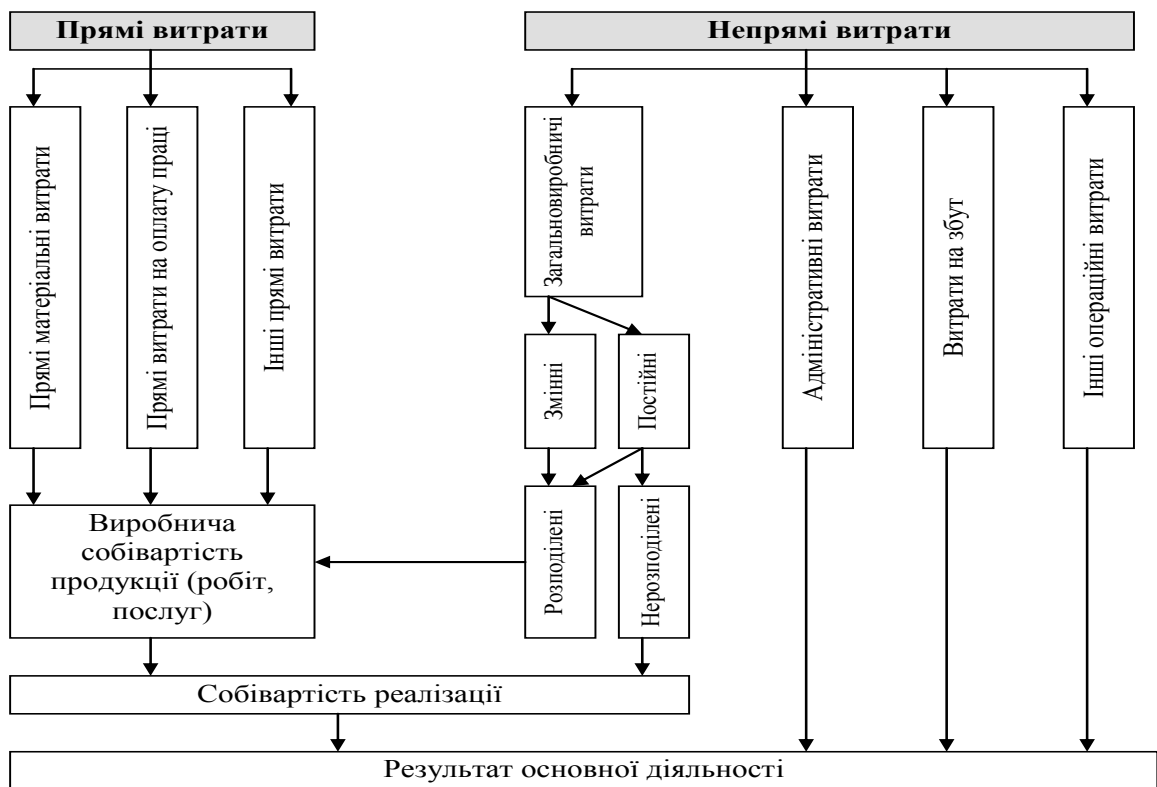 Прямі витрати
Непрямі витрати
Прямі матеріальні витрати
Прямі витрати на оплату праці
Інші прямі витрати
Загальновиробничі
витрати
Адміністративні витрати
Витрати на збут
Інші операційні витрати
Змінні
Постійні
Виробнича
собівартість
продукції (робіт,
послуг)
Розподілені
Нерозподілені
Собівартість реалізації
Результат основної діяльності